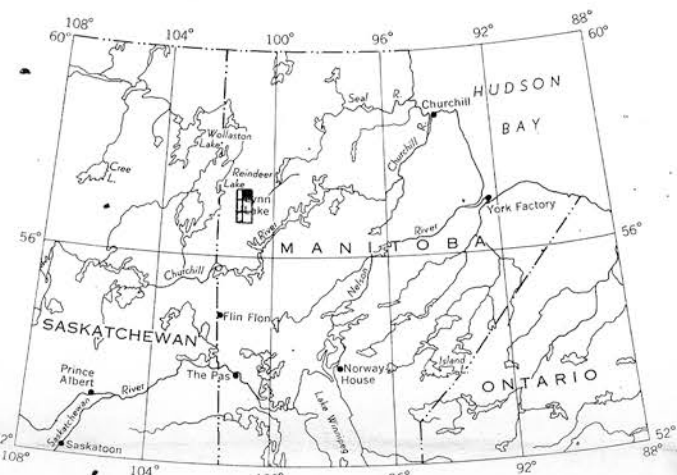 108°
104°
100°
96°
92°
88°
60°
60°
HUDSON
BAY
Seal
R.
Churchill
Wollaston
Lake
Churchill R.
Cree
L.
Reindeer
Lake
Lynn
Lake
York Factory
River
River
MANITOBA
56°
56°
Churchill
Nelson
Flin Flon
SASKATCHEWAN
Island
L.
Prince
Albert
The Pas
Norway
House
ONTARIO
River
Saskatchewan
Lake Winnipeg
Saskatoon
2°
52°
108°
104°
92°
88°